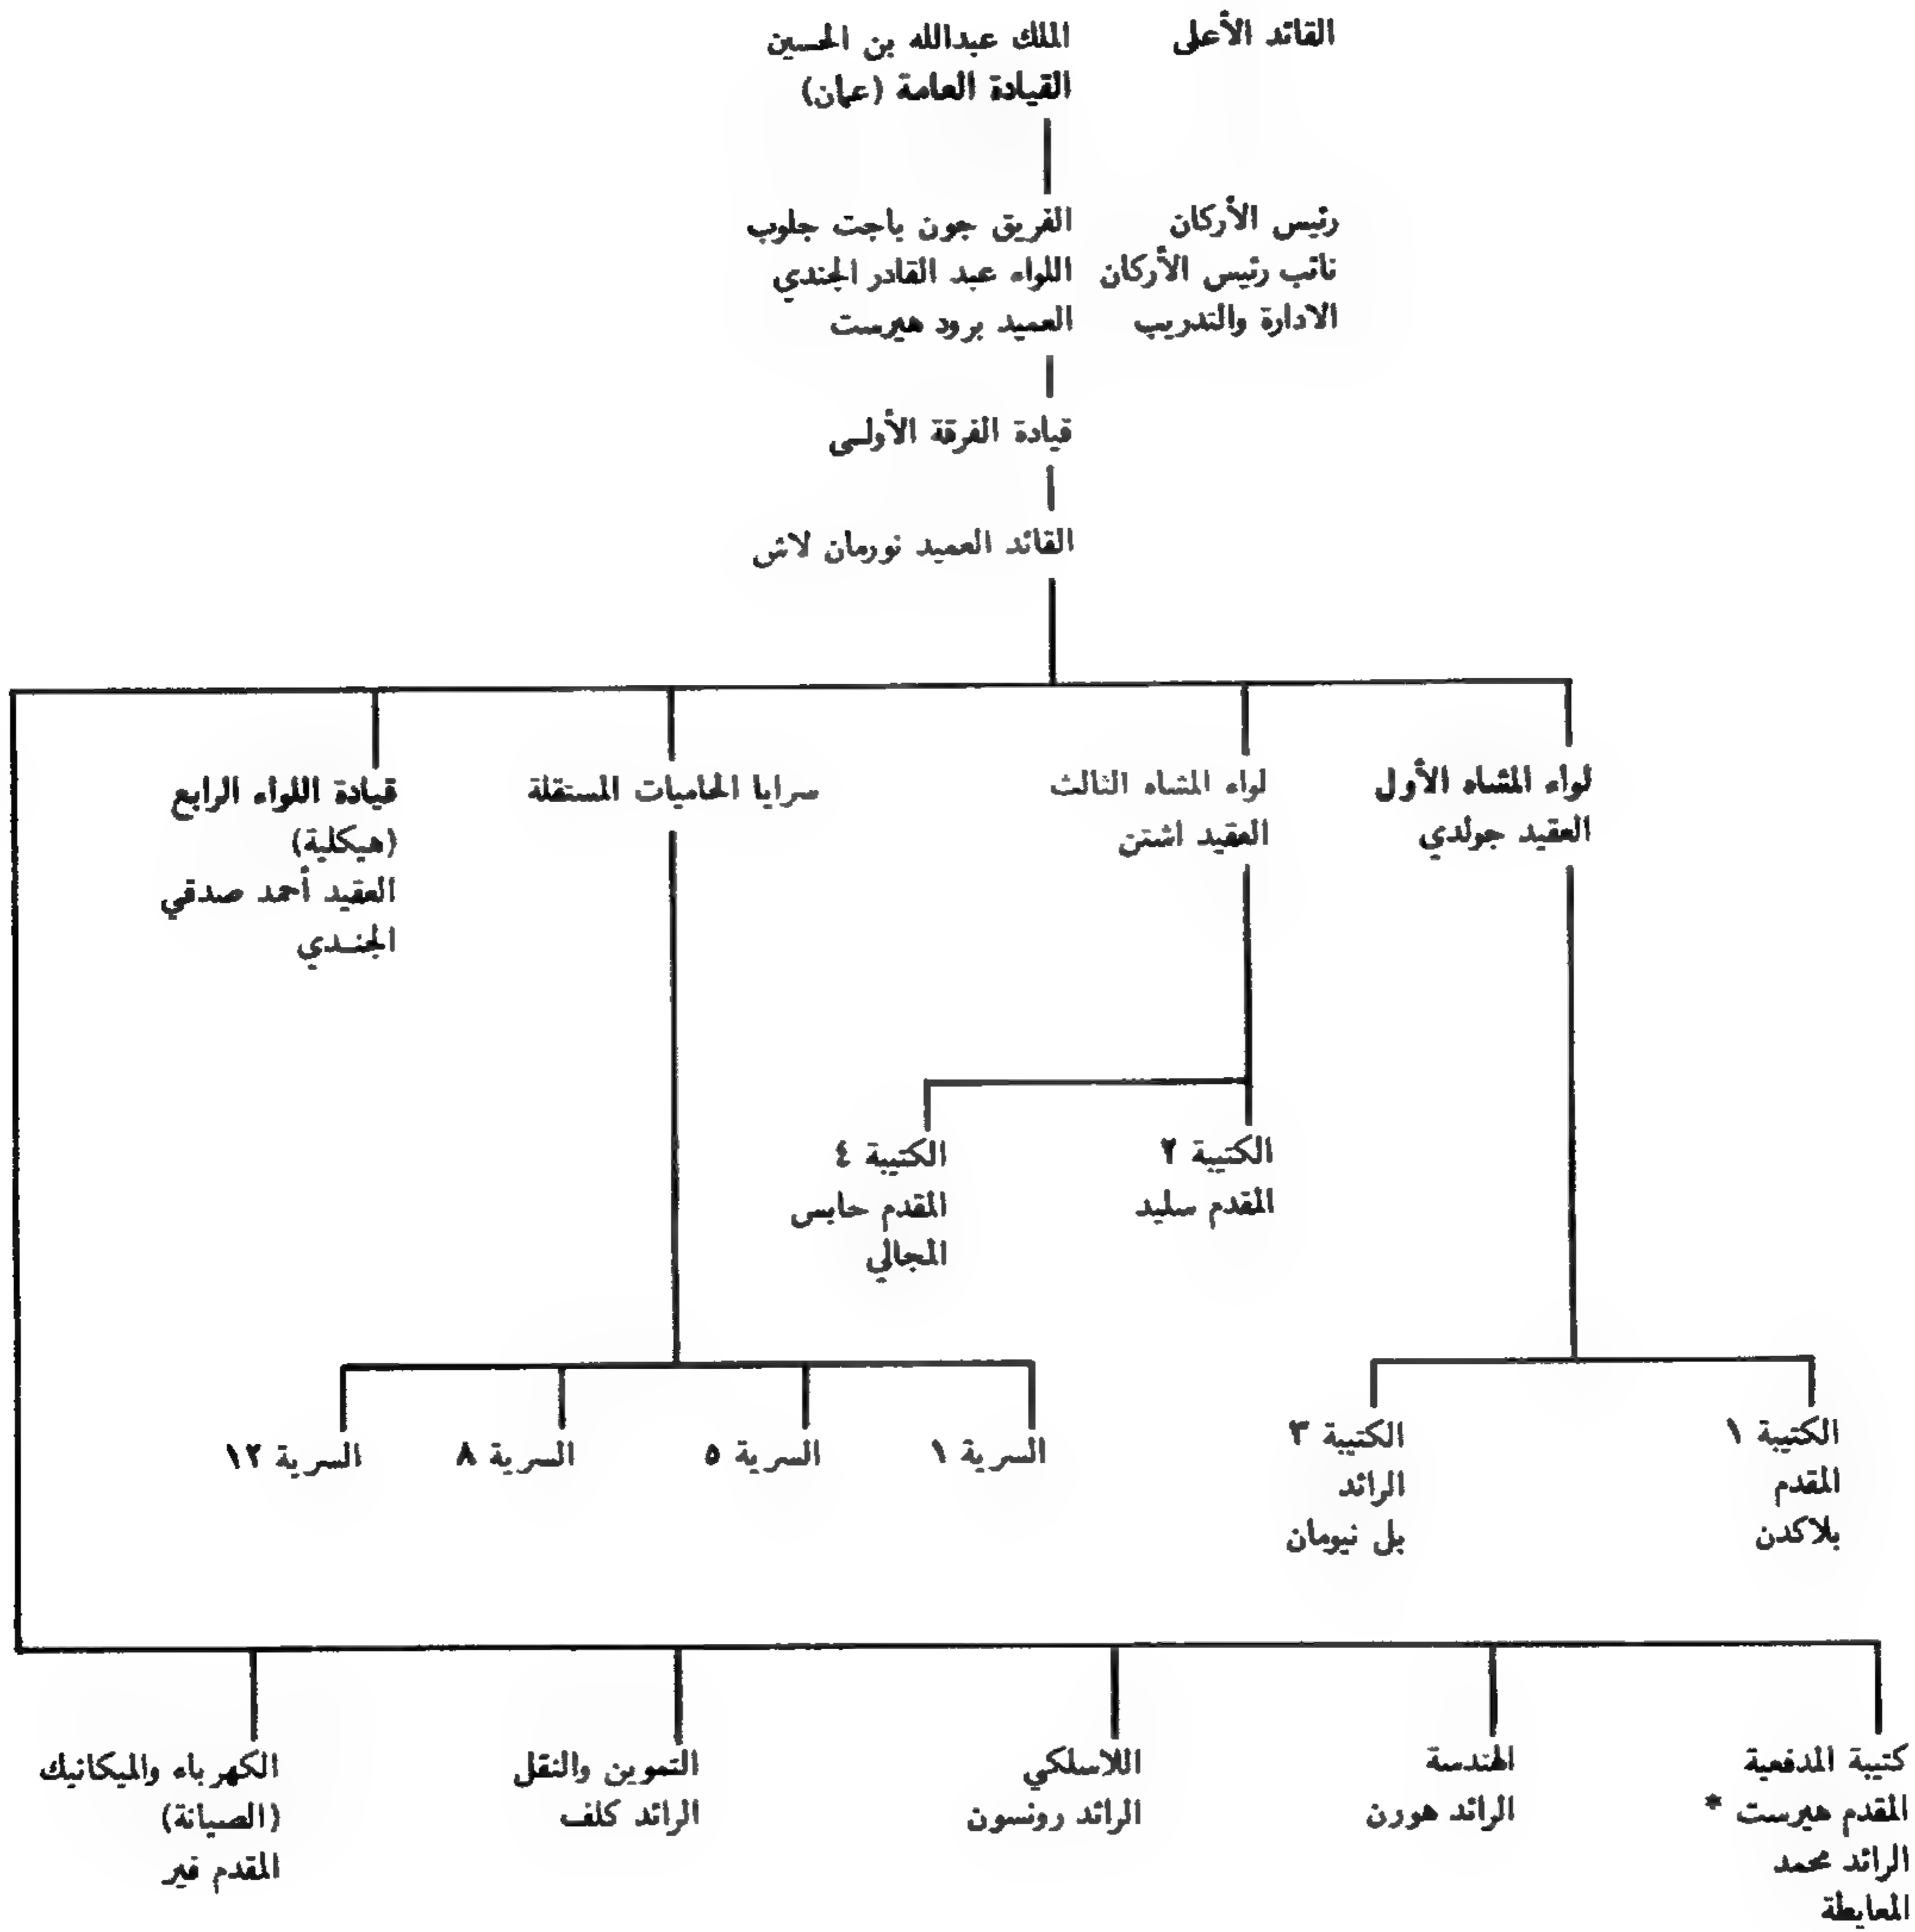 القائد الأعلى الملك عبدالله بن الحسين
القيادة العامة (عمان)
رئيس الأركان الفريق جون باجت جلوب
نائب رئيس الأركان اللواء عبد القادر الجندي
الادارة والتدريب العميد برود هيرست
قيادة الفرقة الأولى
القائد العميد نورمان لاش
لواء المشاه الأول
العقيد جولدي
لواء المشاه الثالث
العقيد اشتن
سرايا الحاميات المستقلة
قيادة اللواء الرابع
(هيكلية)
العقيد أحمد صدقي
الجندي
الكتيبة ٢
المقدم سليد
الكتيبة ٤
المقدم حابس
المجالي
الكتيبة ١
المقدم
بلاكدن
الكتيبة ٣
الرائد
بل نيومان
السرية ١
السرية ٥
السرية ٨
السرية ١٢
كتيبة المدفعية
المقدم هيرست *
الرائد محمد
المعايطة
الهندسة
الرائد هورن
اللاسلكي
الرائد رونسون
التموين والنقل
الرائد كلف
الكهرباء والميكانيك
(الصيانة)
المقدم فير